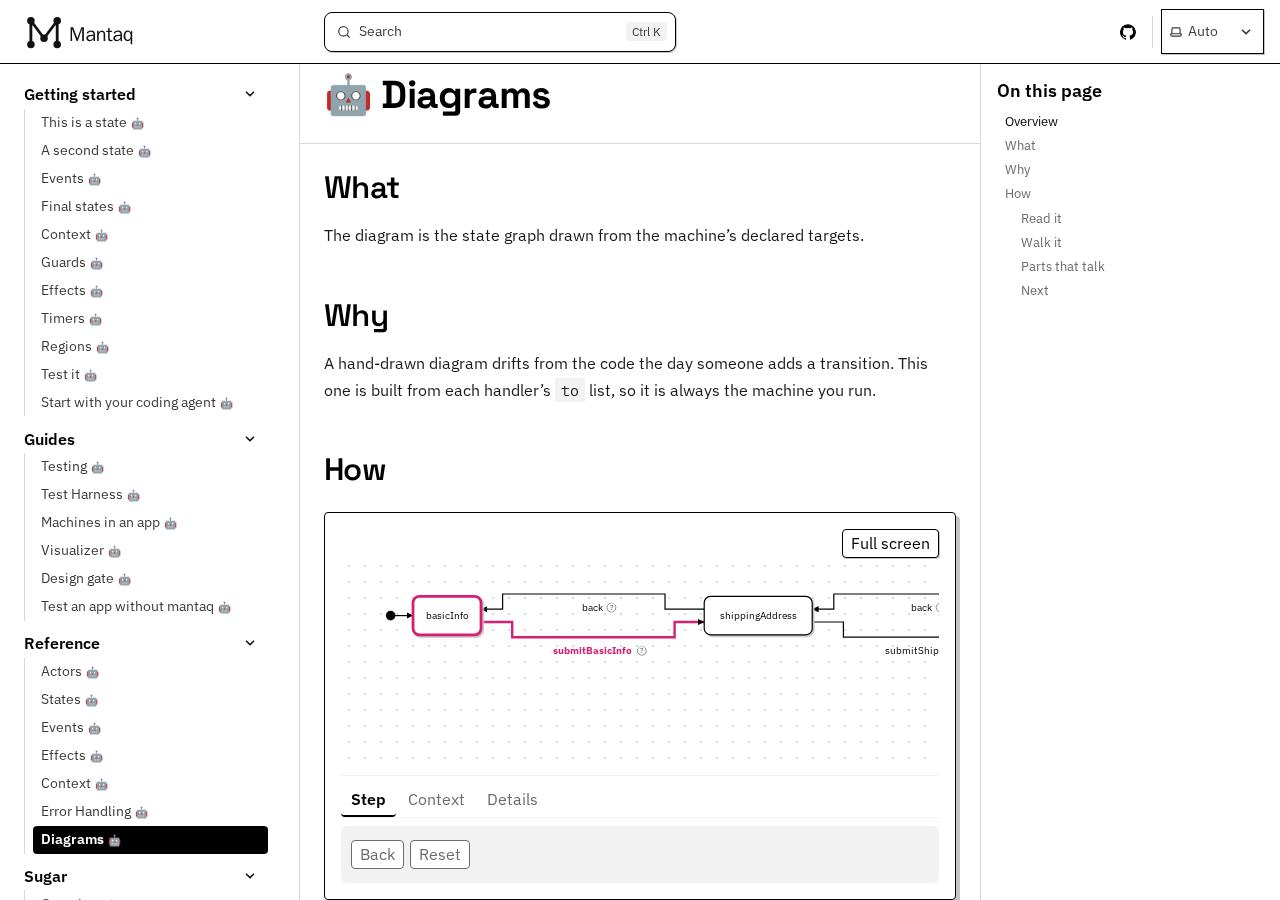 Mantaq
Search
Ctrl K
Auto
Getting started
This is a state 🤖
A second state 🤖
Events 🤖
Final states 🤖
Context 🤖
Guards 🤖
Effects 🤖
Timers 🤖
Regions 🤖
Test it 🤖
Start with your coding agent 🤖
Guides
Testing 🤖
Test Harness 🤖
Machines in an app 🤖
Visualizer 🤖
Design gate 🤖
Test an app without mantaq 🤖
Reference
Actors 🤖
States 🤖
Events 🤖
Effects 🤖
Context 🤖
Error Handling 🤖
Diagrams 🤖
Sugar
🤖 Diagrams
What
The diagram is the state graph drawn from the machine’s declared targets.
Why
A hand-drawn diagram drifts from the code the day someone adds a transition. This
one is built from each handler’s to list, so it is always the machine you run.
How
Full screen
basicInfo
back ?
submitBasicInfo ?
shippingAddress
back
submitShip
Step
Context
Details
Back
Reset
On this page
Overview
What
Why
How
Read it
Walk it
Parts that talk
Next